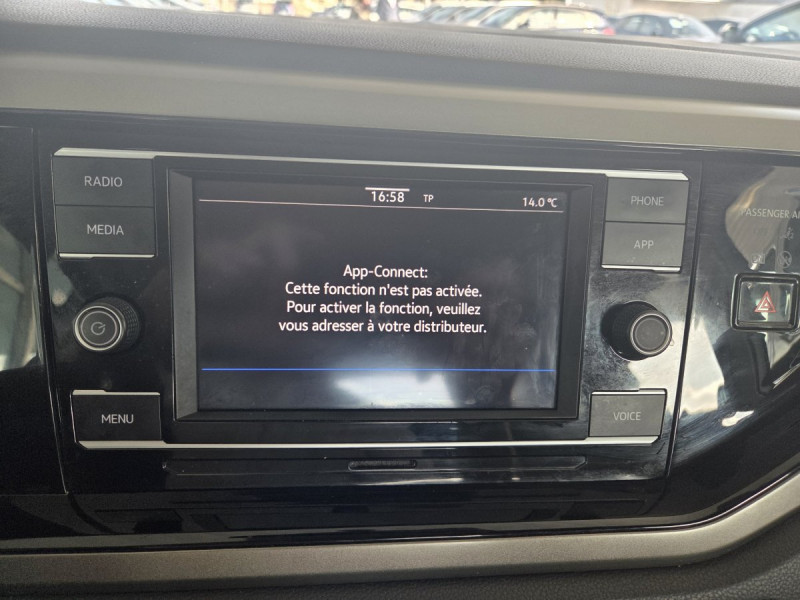 RADIO
MEDIA
MENU
16:58 TP 14.0°C
App-Connect:
Cette fonction n'est pas activée.
Pour activer la fonction, veuillez
vous adresser à votre distributeur.
PHONE
APP
VOICE
PASSENGER